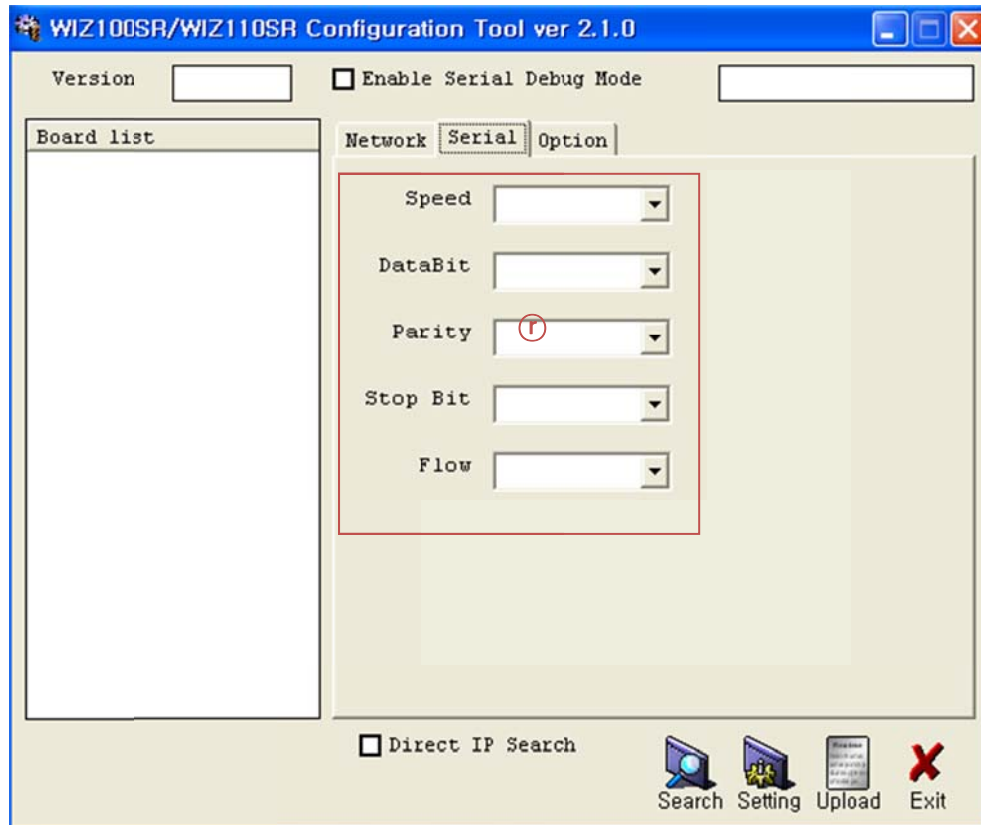 WIZ100SR/WIZ110SR Configuration Tool ver 2.1.0
Version
Enable Serial Debug Mode
Board list
Network Serial Option
Speed
DataBit
Parity ⓡ
Stop Bit
Flow
Direct IP Search
Search Setting Upload Exit